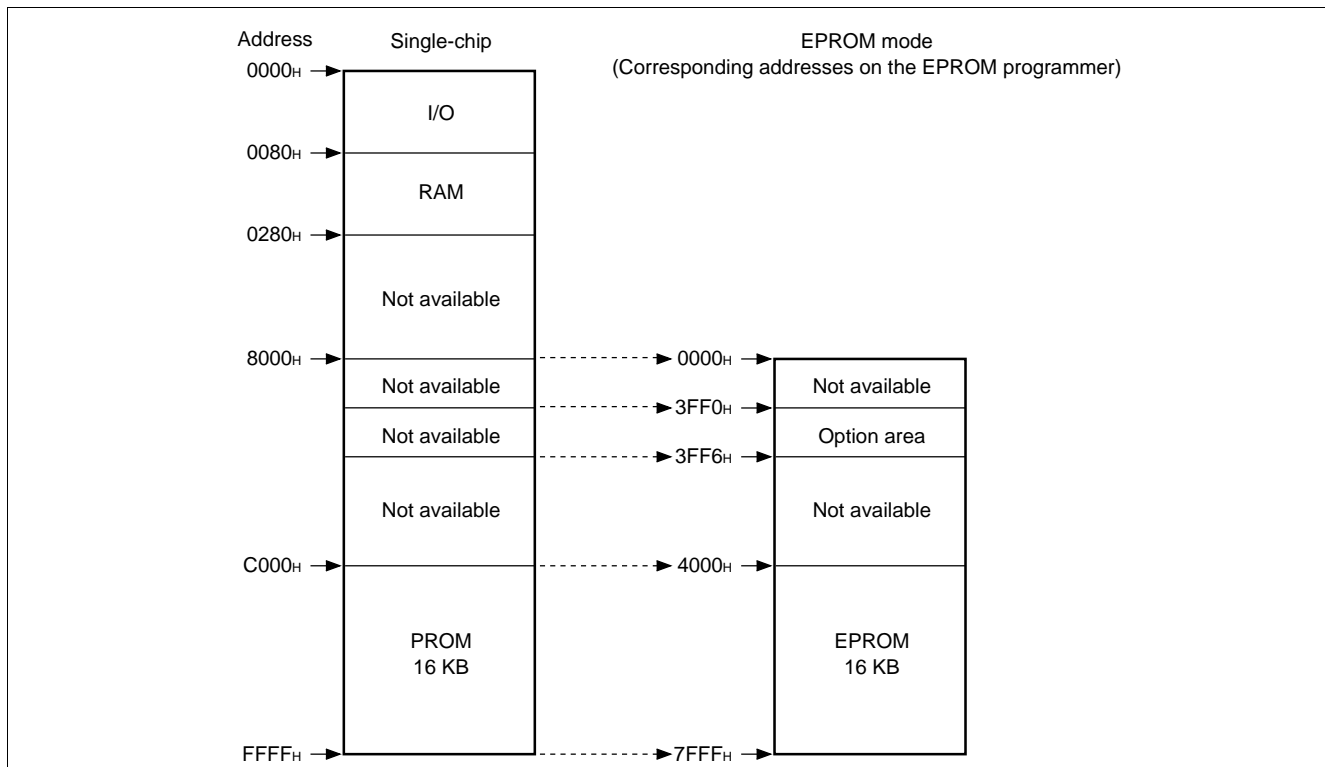 Address Single-chip EPROM mode
(Corresponding addresses on the EPROM programmer)
0000H
I/O
0080H
RAM
0280H
Not available
8000H 0000H
Not available Not available
3FF0H
Not available Option area
3FF6H
Not available Not available
C000H 4000H
PROM EPROM
16 KB 16 KB
FFFFH 7FFFH